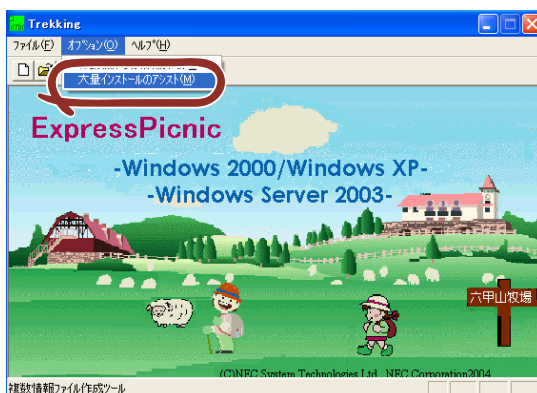 Trekking
ファイル(F) オプション(O) ヘルプ(H)
大量インストールのアシスト(M)
ExpressPicnic
-Windows 2000/Windows XP-
-Windows Server 2003-
六甲山牧場
(C)NEC System Technologies Ltd., NEC Corporation2004
複数情報ファイル作成ツール